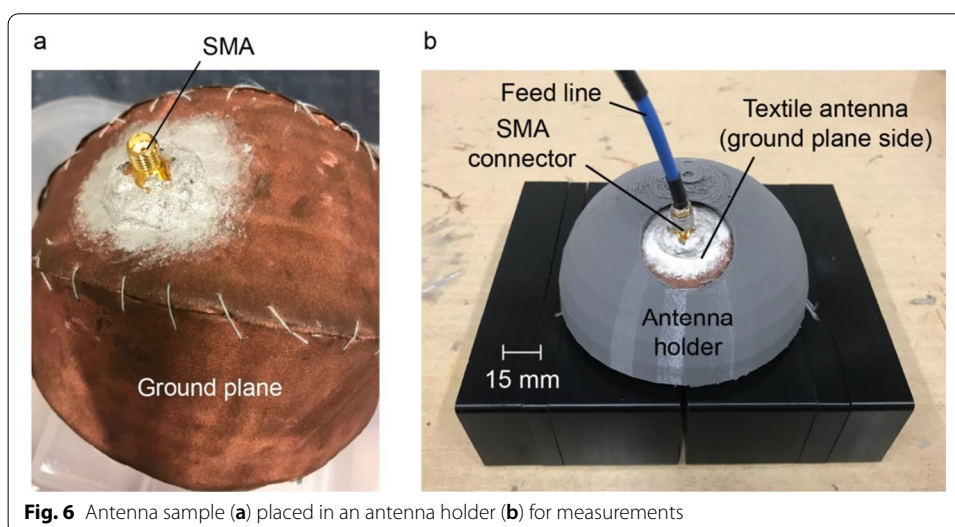 a
SMA
Ground plane
b
Feed line
SMA
connector
Textile antenna
(ground plane side)
Antenna
holder
15 mm
Fig. 6 Antenna sample (a) placed in an antenna holder (b) for measurements